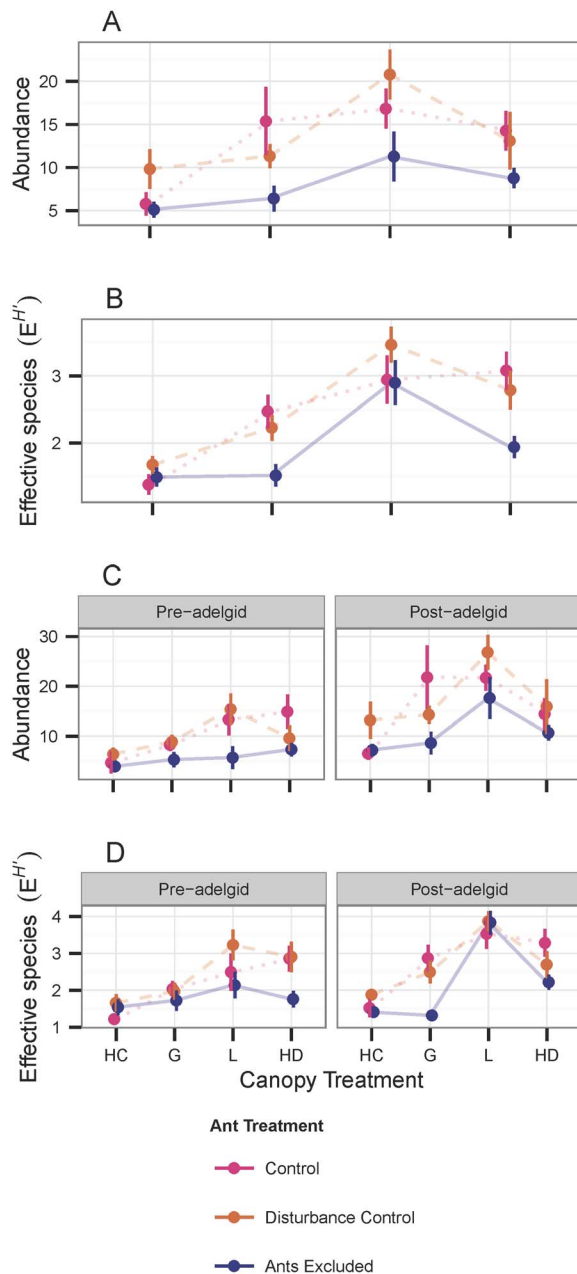 A
20
15
10
5
Abundance
B
3
2
Effective species (E^H')
C
Pre−adelgid Post−adelgid
30
20
10
Abundance
D
Pre−adelgid Post−adelgid
4
3
2
1
Effective species (E^H')
HC G L HD HC G L HD
Canopy Treatment
Ant Treatment
Control
Disturbance Control
Ants Excluded